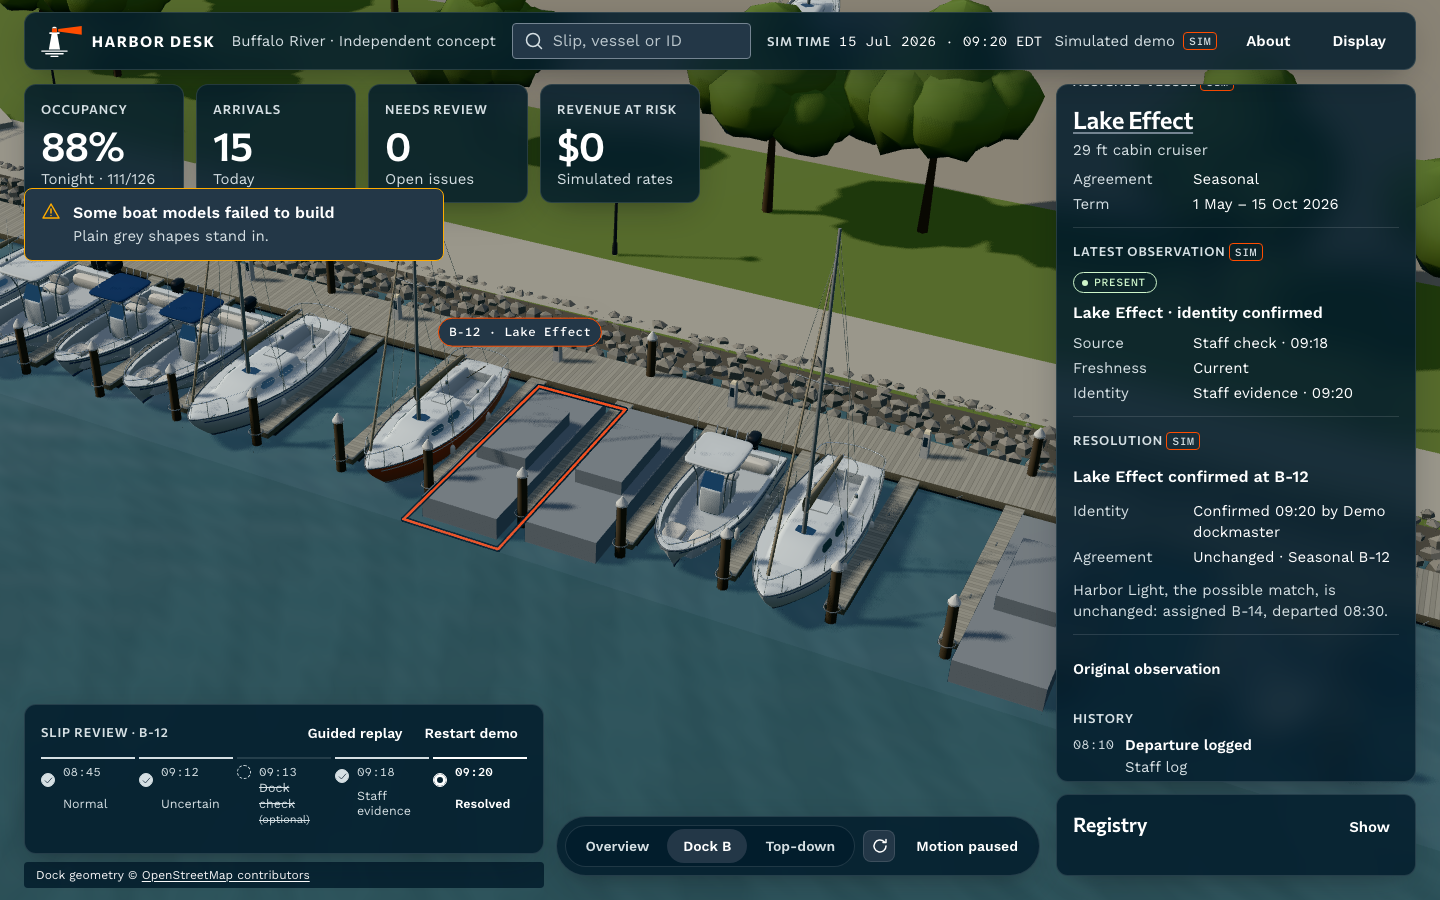 HARBOR DESK
Buffalo River · Independent concept
Slip, vessel or ID
SIM TIME 15 Jul 2026 · 09:20 EDT
Simulated demo SIM
About
Display
OCCUPANCY
88%
Tonight · 111/126
ARRIVALS
15
Today
NEEDS REVIEW
0
Open issues
REVENUE AT RISK
$0
Simulated rates
Some boat models failed to build
Plain grey shapes stand in.
B-12 · Lake Effect
SIM
Lake Effect
29 ft cabin cruiser
Agreement Seasonal
Term 1 May – 15 Oct 2026
LATEST OBSERVATION SIM
PRESENT
Lake Effect · identity confirmed
Source Staff check · 09:18
Freshness Current
Identity Staff evidence · 09:20
RESOLUTION SIM
Lake Effect confirmed at B-12
Identity Confirmed 09:20 by Demo
dockmaster
Agreement Unchanged · Seasonal B-12
Harbor Light, the possible match, is
unchanged: assigned B-14, departed 08:30.
Original observation
HISTORY
08:10 Departure logged
Staff log
Registry
Show
SLIP REVIEW · B-12
Guided replay
Restart demo
08:45
Normal
09:12
Uncertain
09:13
Dock
check
(optional)
09:18
Staff
evidence
09:20
Resolved
Dock geometry © OpenStreetMap contributors
Overview
Dock B
Top-down
Motion paused